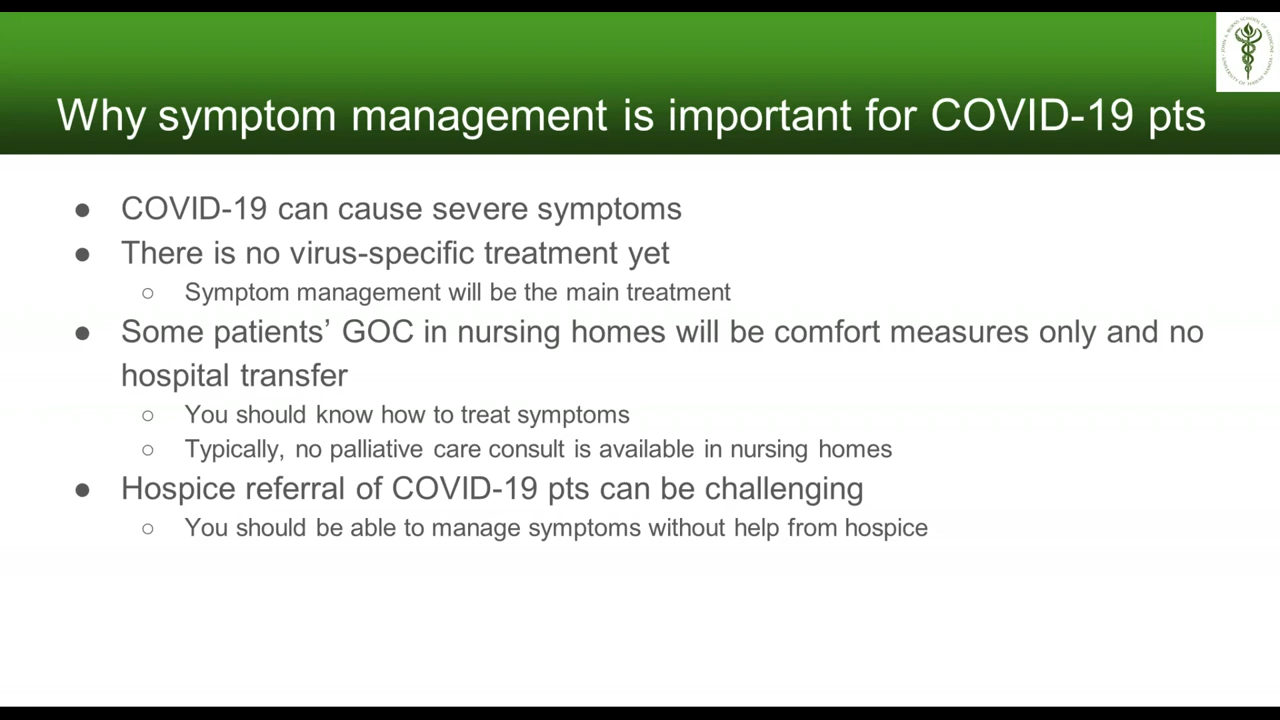 Why symptom management is important for COVID-19 pts
● COVID-19 can cause severe symptoms
● There is no virus-specific treatment yet
○ Symptom management will be the main treatment
● Some patients’ GOC in nursing homes will be comfort measures only and no
hospital transfer
○ You should know how to treat symptoms
○ Typically, no palliative care consult is available in nursing homes
● Hospice referral of COVID-19 pts can be challenging
○ You should be able to manage symptoms without help from hospice